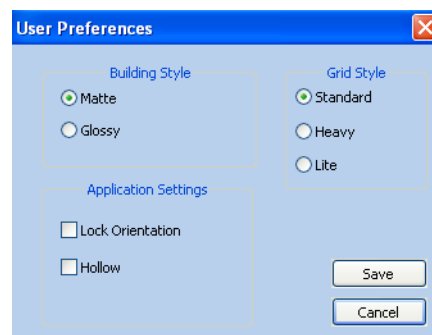 User Preferences
Building Style
Matte
Glossy
Grid Style
Standard
Heavy
Lite
Application Settings
Lock Orientation
Hollow
Save
Cancel